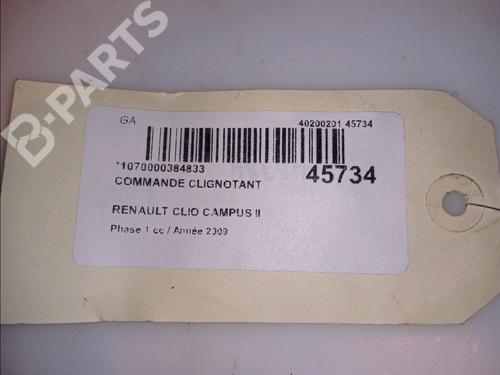 B-PARTS
GA
40200201 45734
*1070000384833
COMMANDE CLIGNOTANT
45734
RENAULT CLIO CAMPUS II
Phase 1 cc / Année 2009